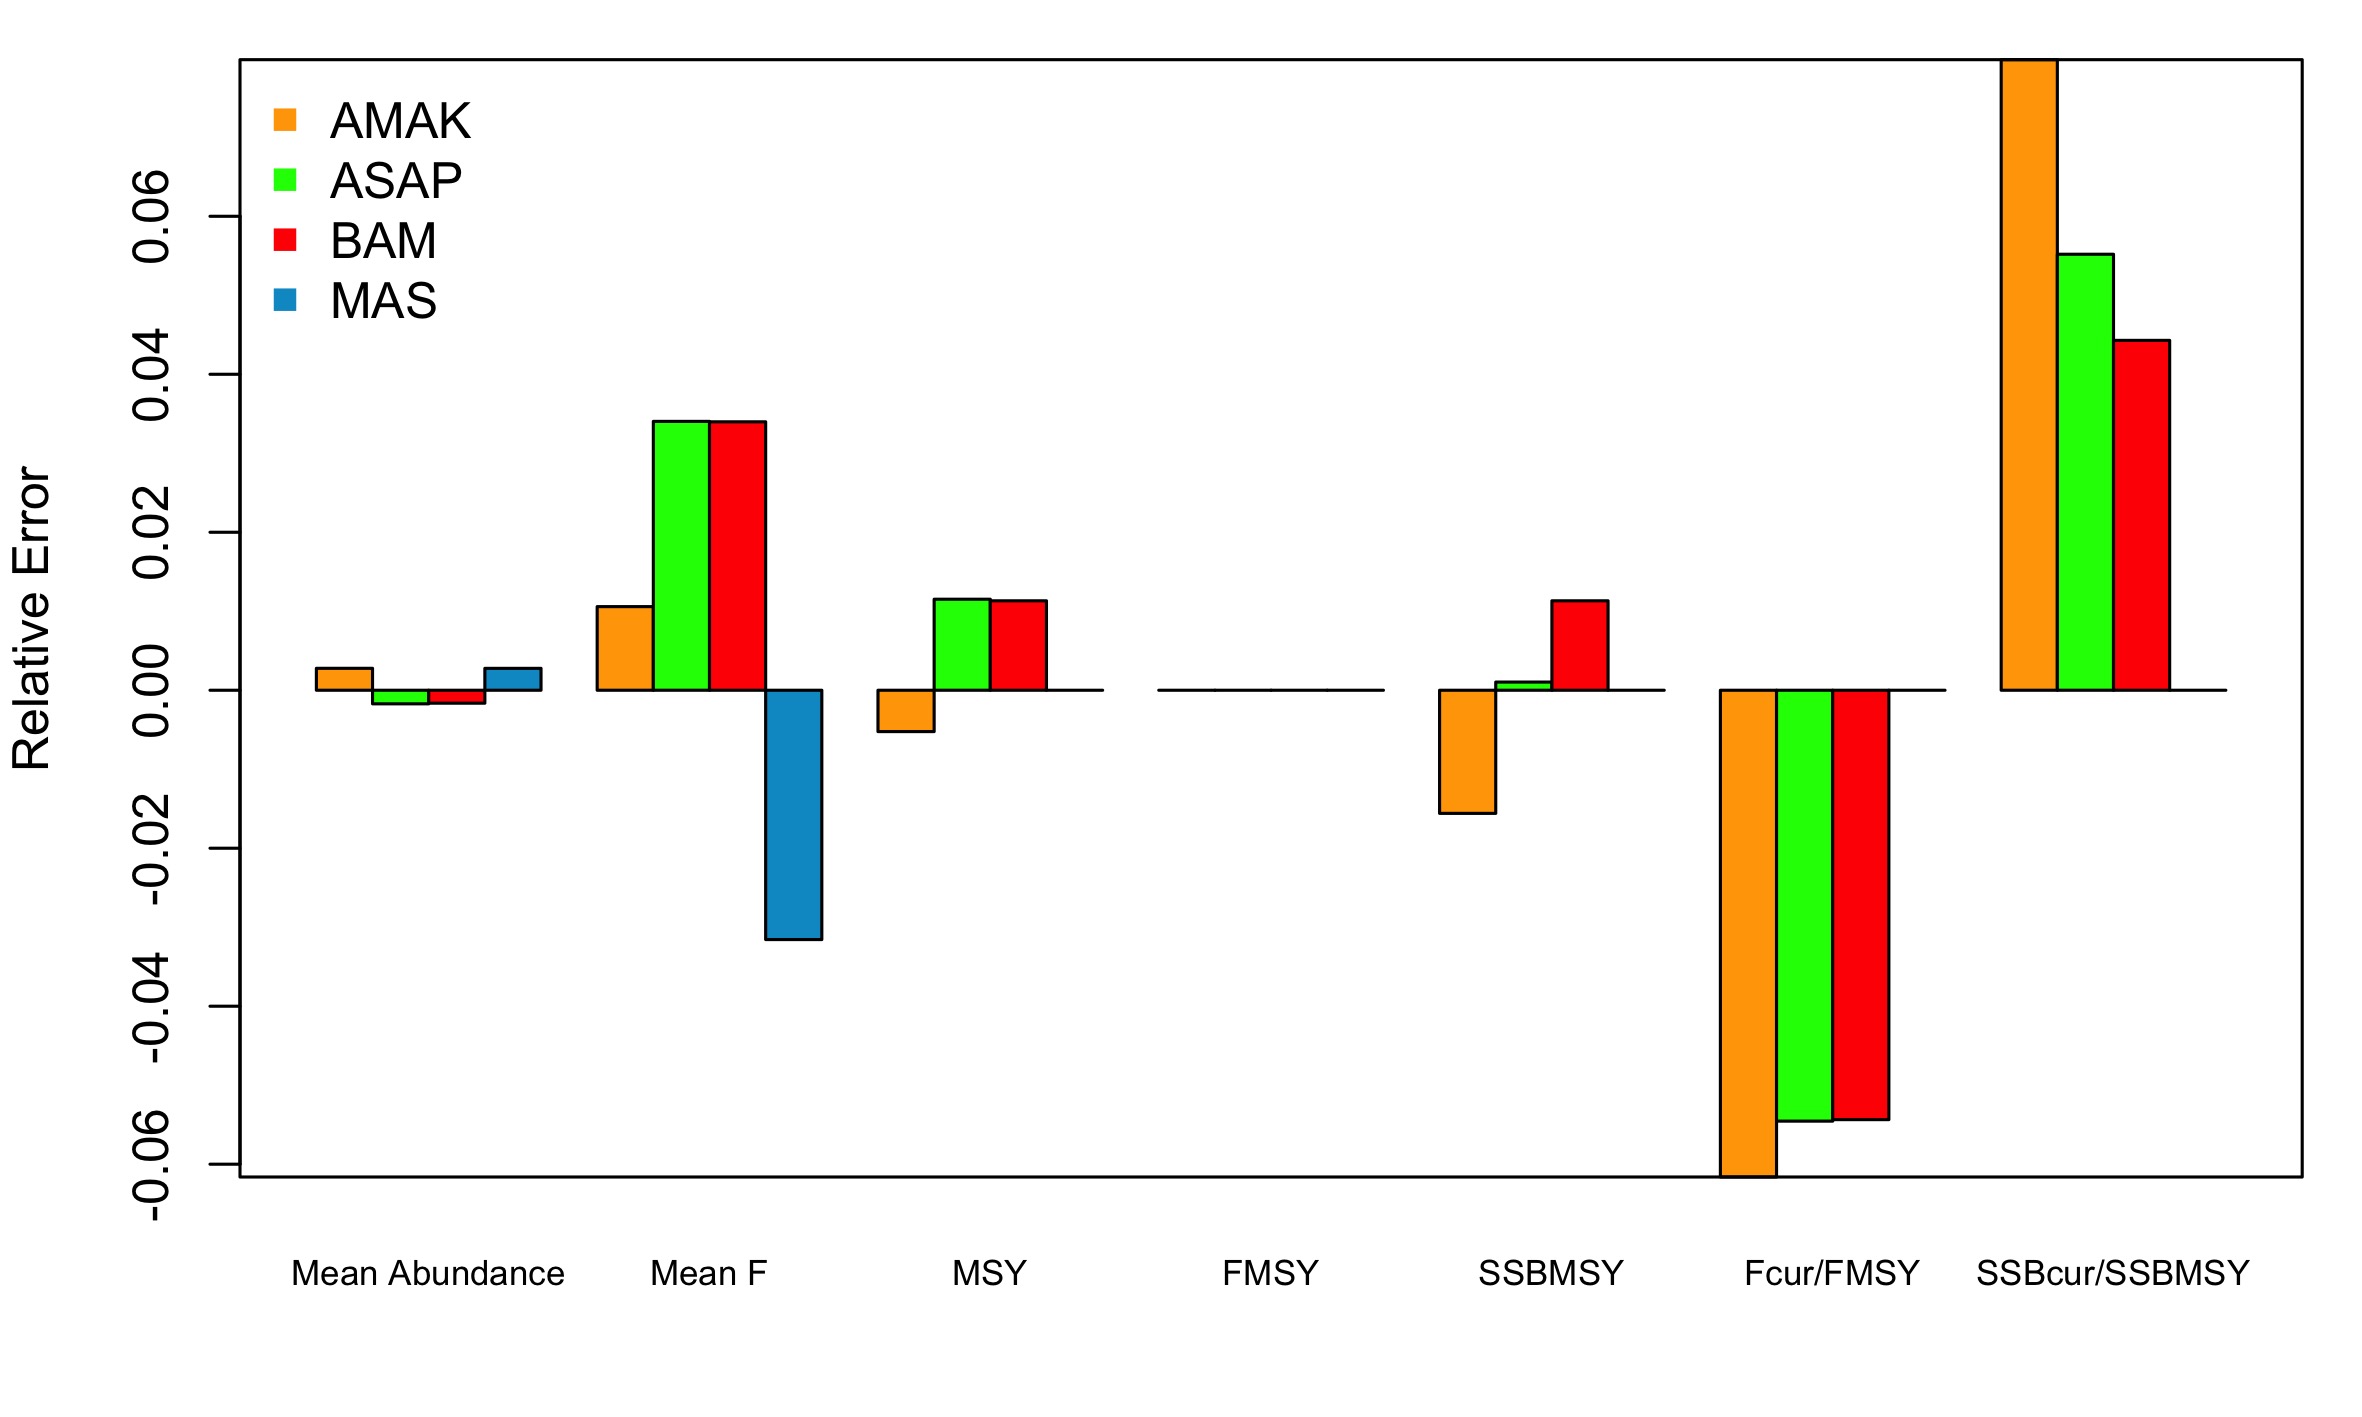 AMAK
ASAP
BAM
MAS
Relative Error
0.06
0.04
0.02
0.00
-0.02
-0.04
-0.06
Mean Abundance Mean F MSY FMSY SSBMSY Fcur/FMSY SSBcur/SSBMSY